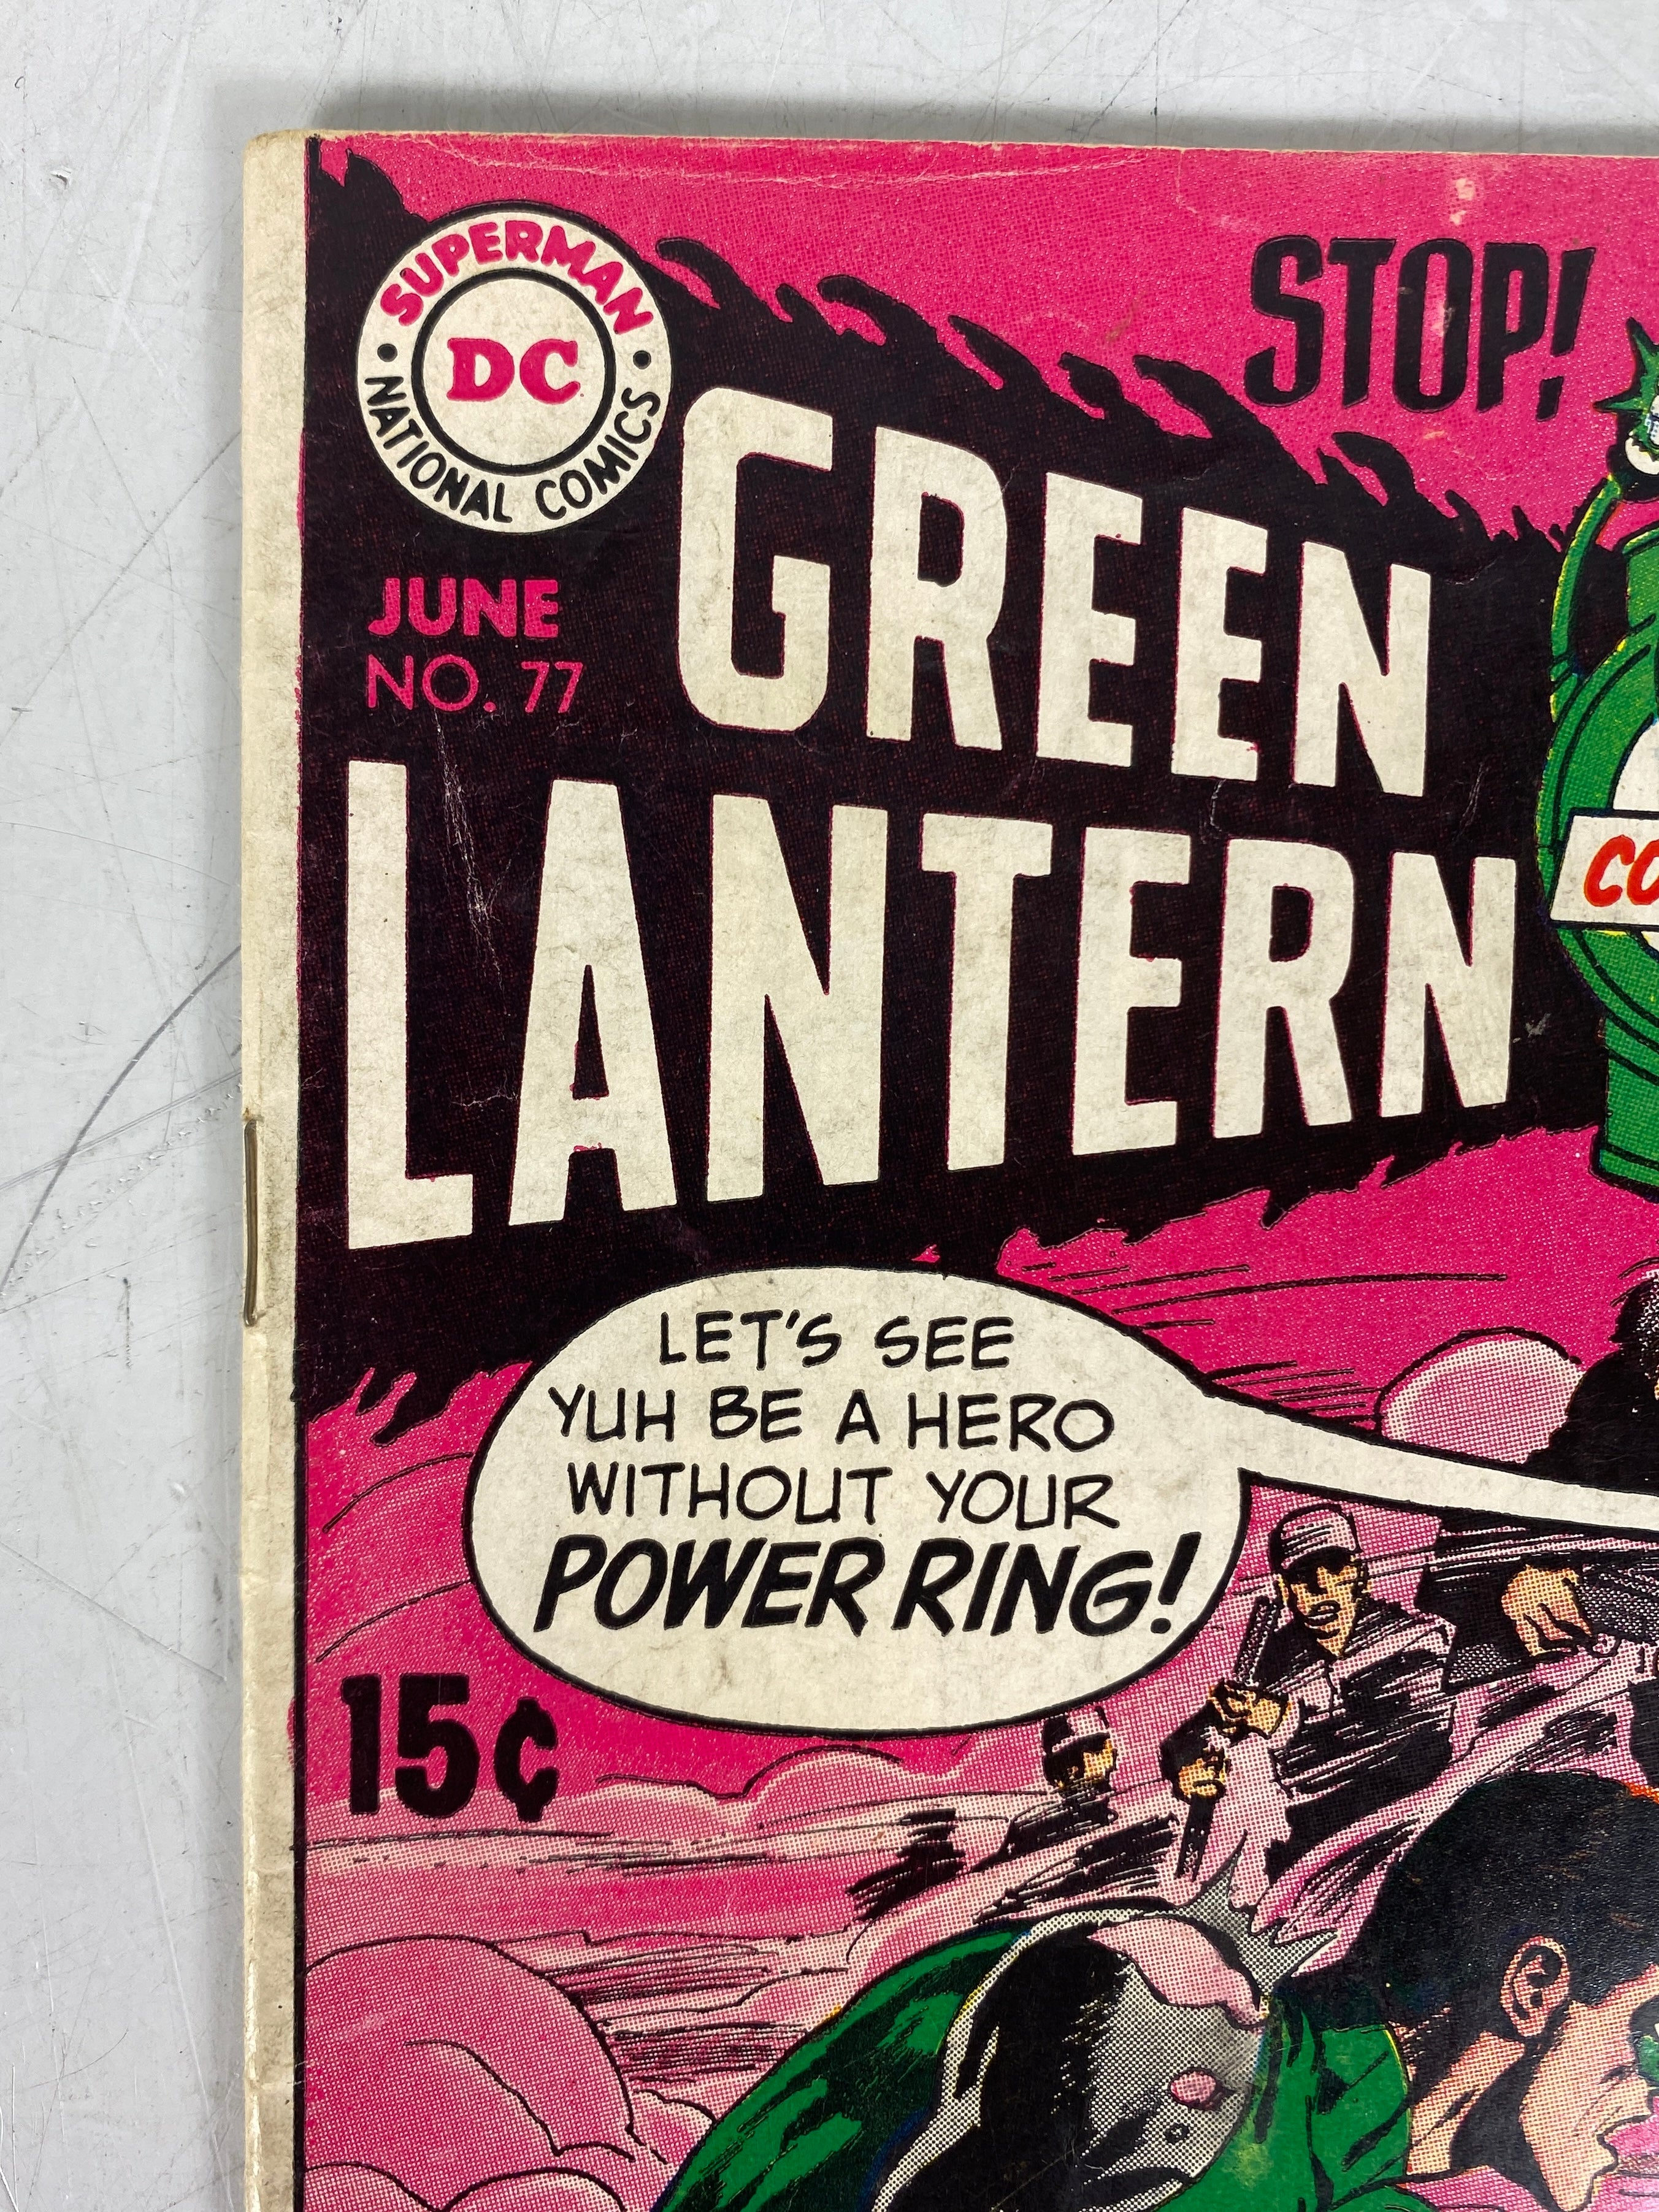 SUPERMAN
DC
• NATIONAL COMICS •
STOP!
JUNE
NO. 77
GREEN
LANTERN
CO
LET'S SEE
YUH BE A HERO
WITHOUT YOUR
POWER RING!
15¢